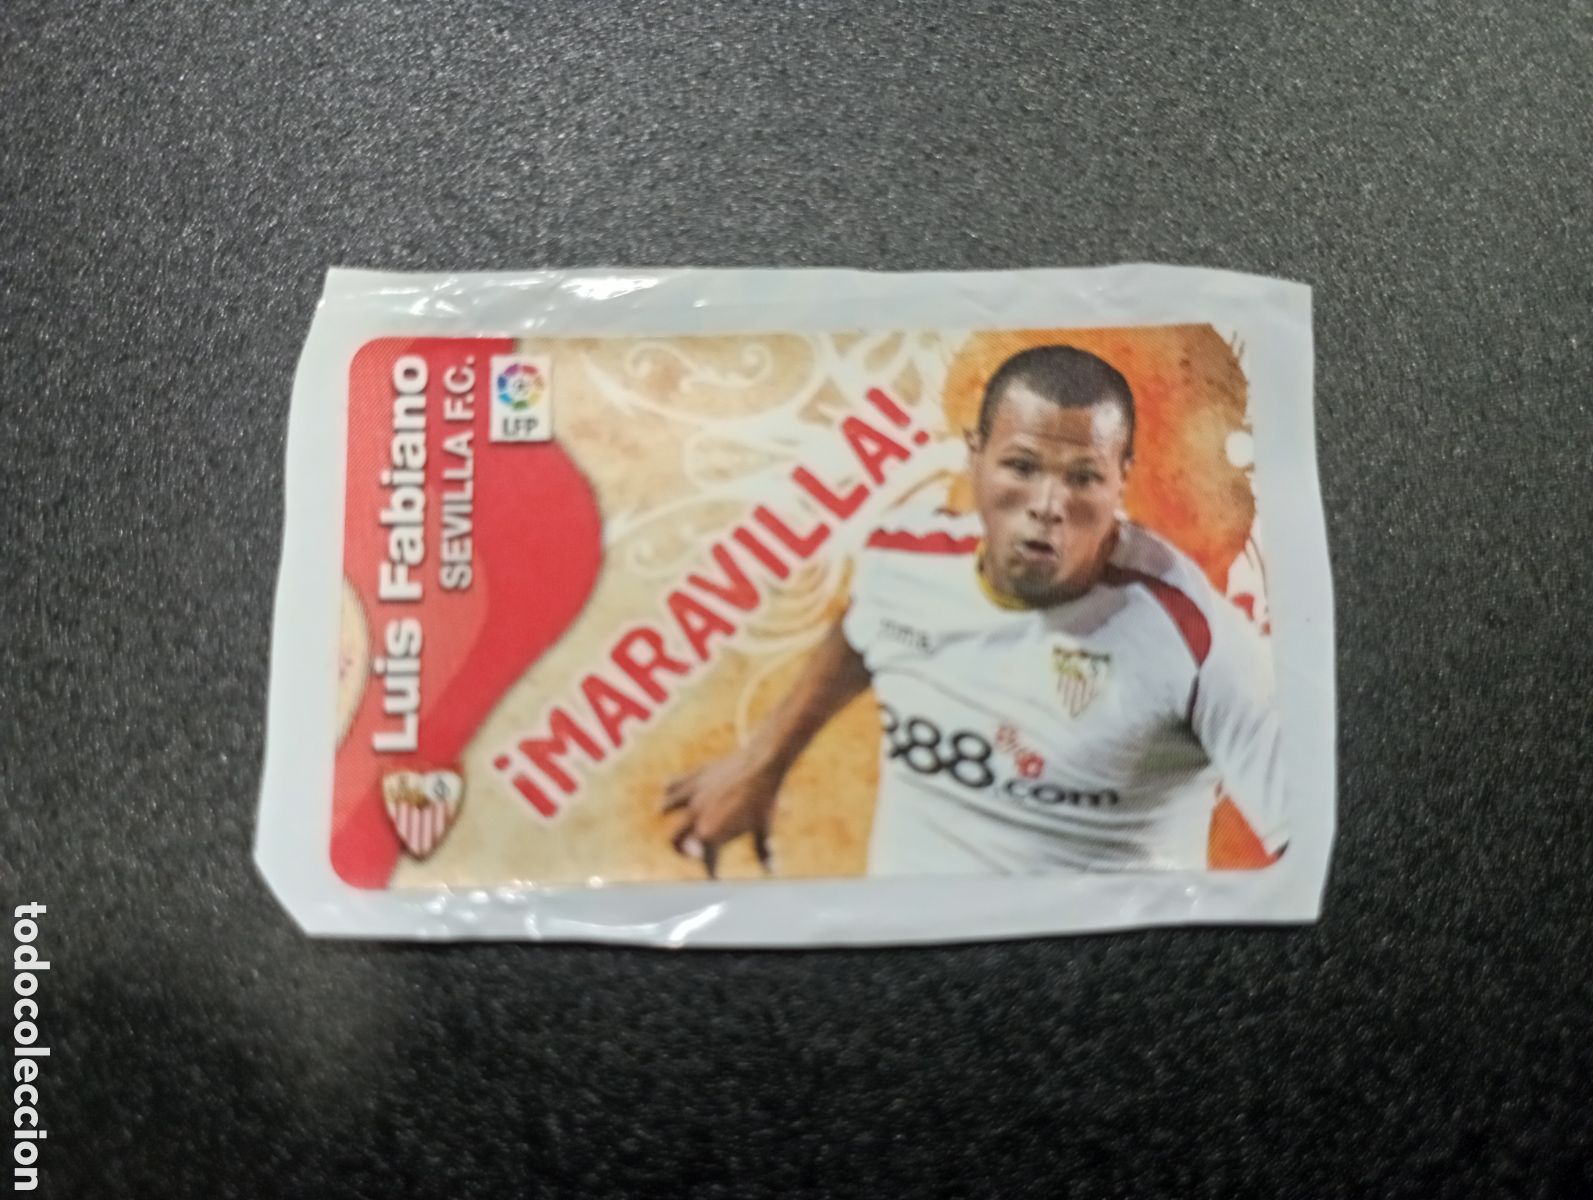 Luis Fabiano
SEVILLA F.C.
LFP
¡MARAVILLA!
888.com
todocoleccion